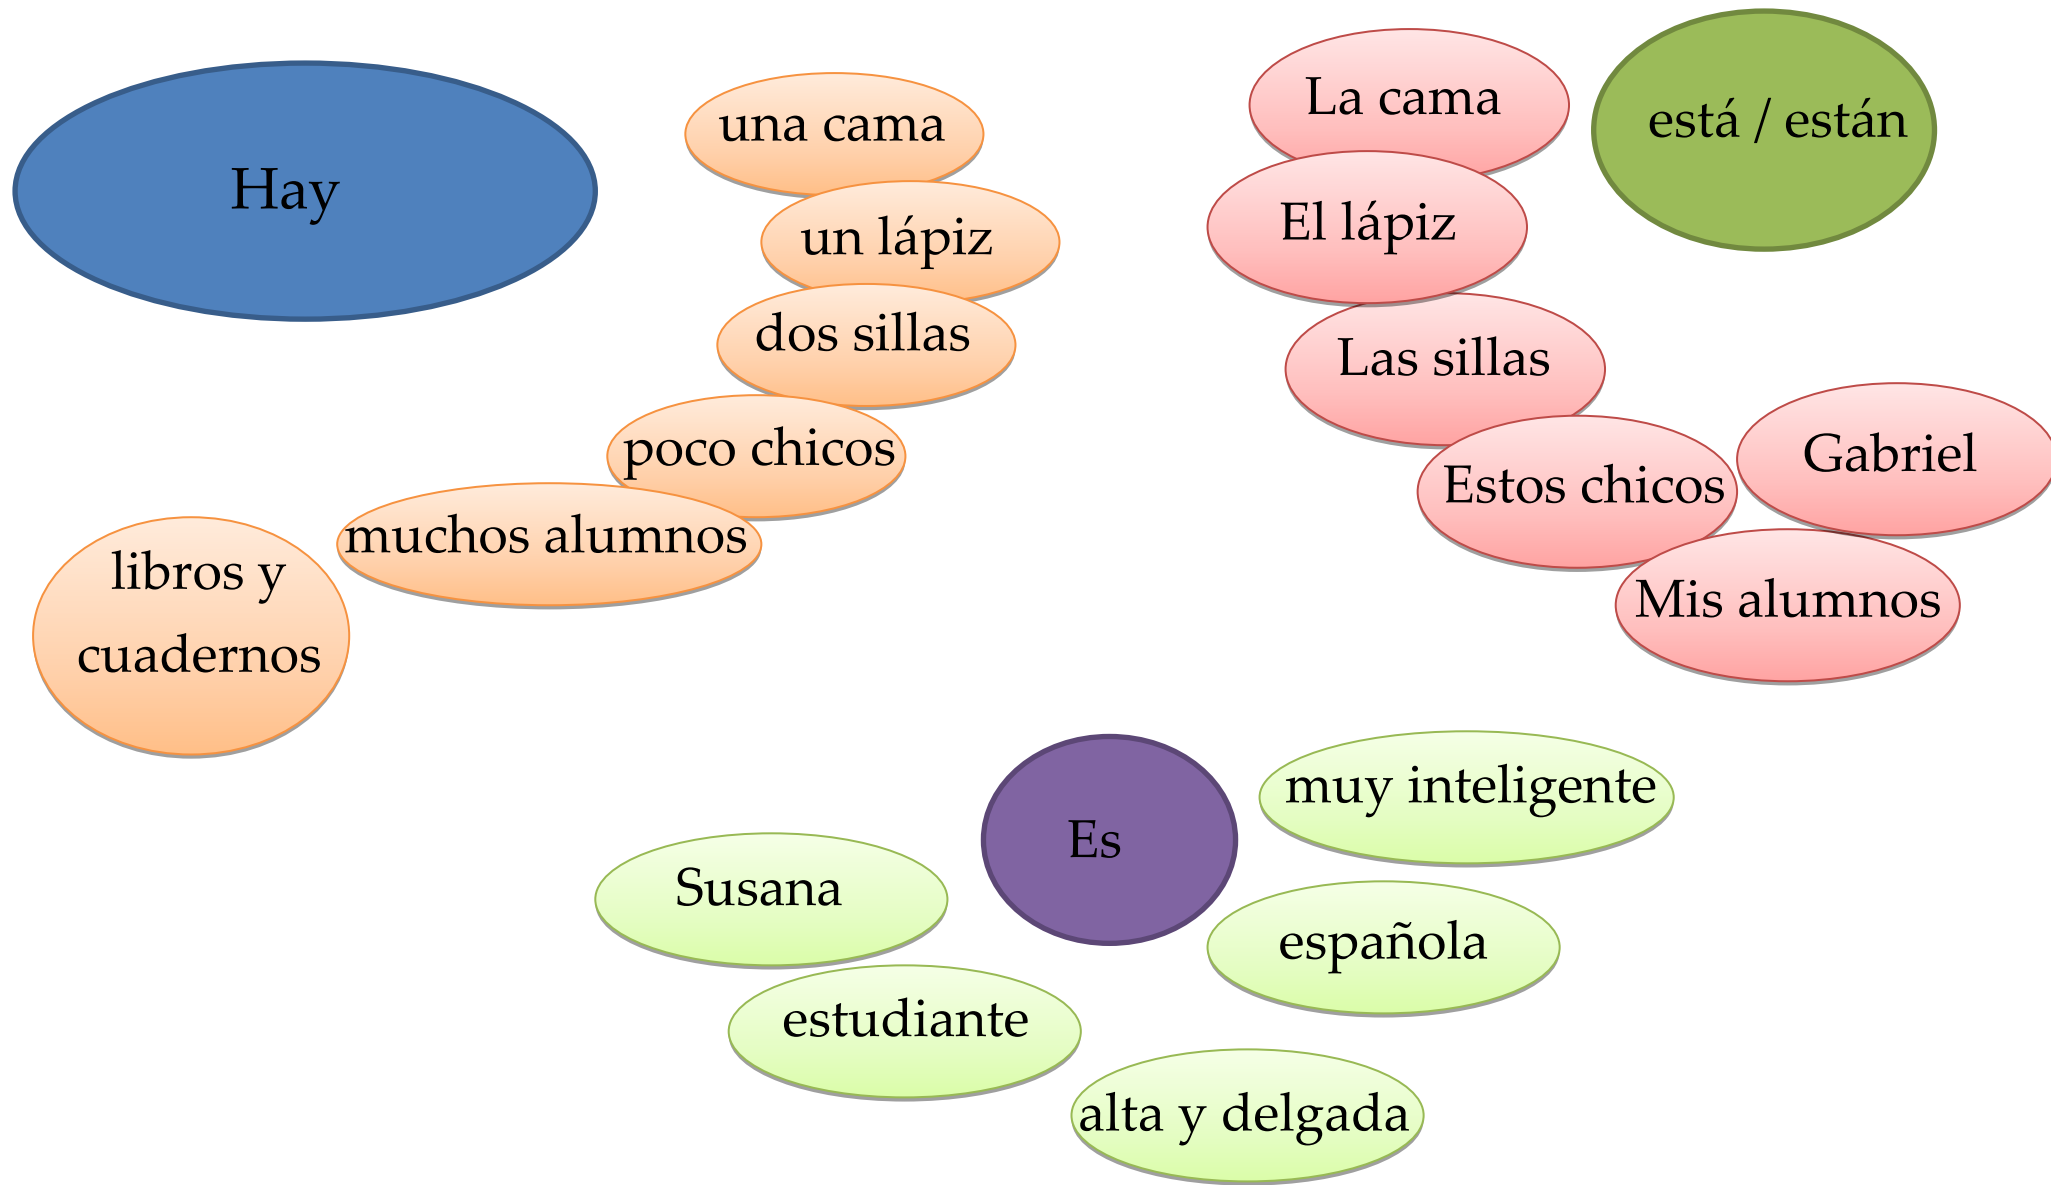 Hay
una cama
un lápiz
dos sillas
poco chicos
muchos alumnos
libros y
cuadernos
La cama
está / están
El lápiz
Las sillas
Estos chicos
Gabriel
Mis alumnos
Es
muy inteligente
Susana
española
estudiante
alta y delgada